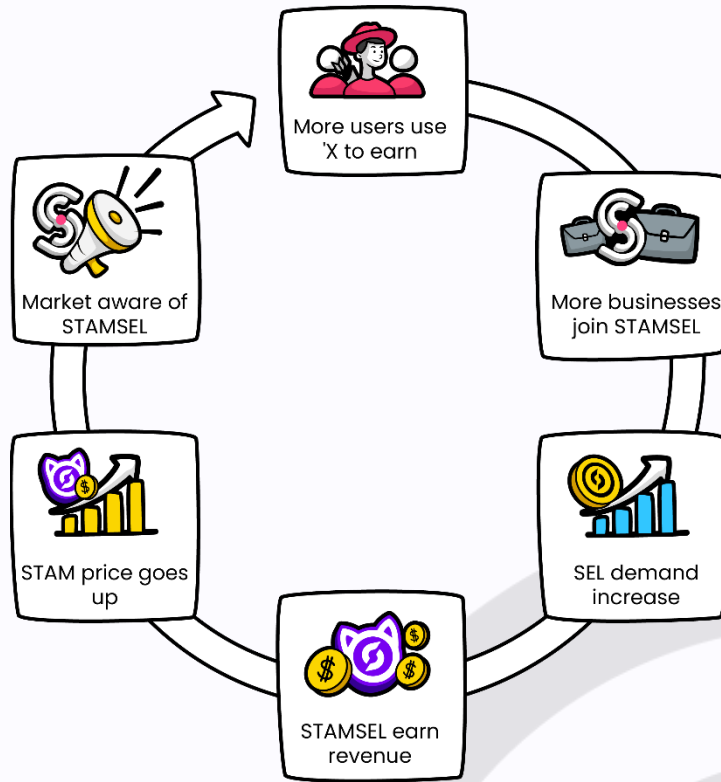 More users use
'X to earn
Market aware of
STAMSEL
More businesses
join STAMSEL
STAM price goes
up
SEL demand
increase
STAMSEL earn
revenue